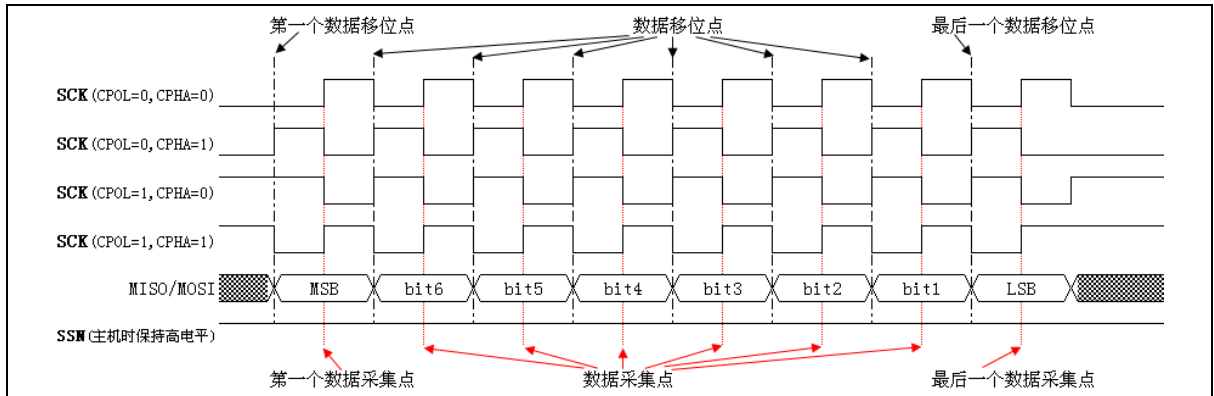 第一个数据移位点 数据移位点 最后一个数据移位点
SCK(CPOL=0,CPHA=0)
SCK(CPOL=0,CPHA=1)
SCK(CPOL=1,CPHA=0)
SCK(CPOL=1,CPHA=1)
MISO/MOSI MSB bit6 bit5 bit4 bit3 bit2 bit1 LSB
SSN(主机时保持高电平)
第一个数据采集点 数据采集点 最后一个数据采集点